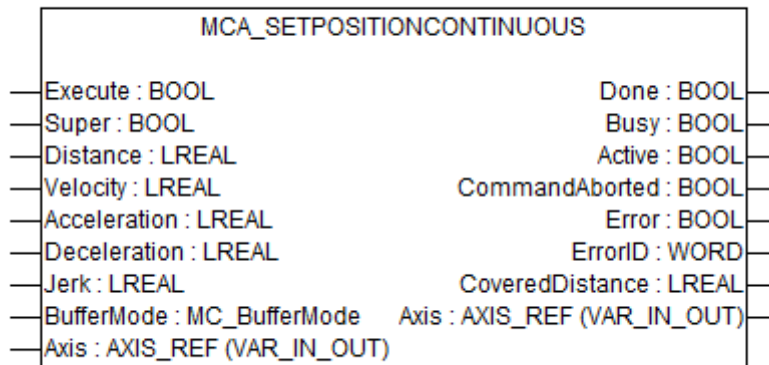 MCA_SETPOSITIONCONTINUOUS
Execute : BOOL Done : BOOL
Super : BOOL Busy : BOOL
Distance : LREAL Active : BOOL
Velocity : LREAL CommandAborted : BOOL
Acceleration : LREAL Error : BOOL
Deceleration : LREAL ErrorID : WORD
Jerk : LREAL CoveredDistance : LREAL
BufferMode : MC_BufferMode Axis : AXIS_REF (VAR_IN_OUT)
Axis : AXIS_REF (VAR_IN_OUT)